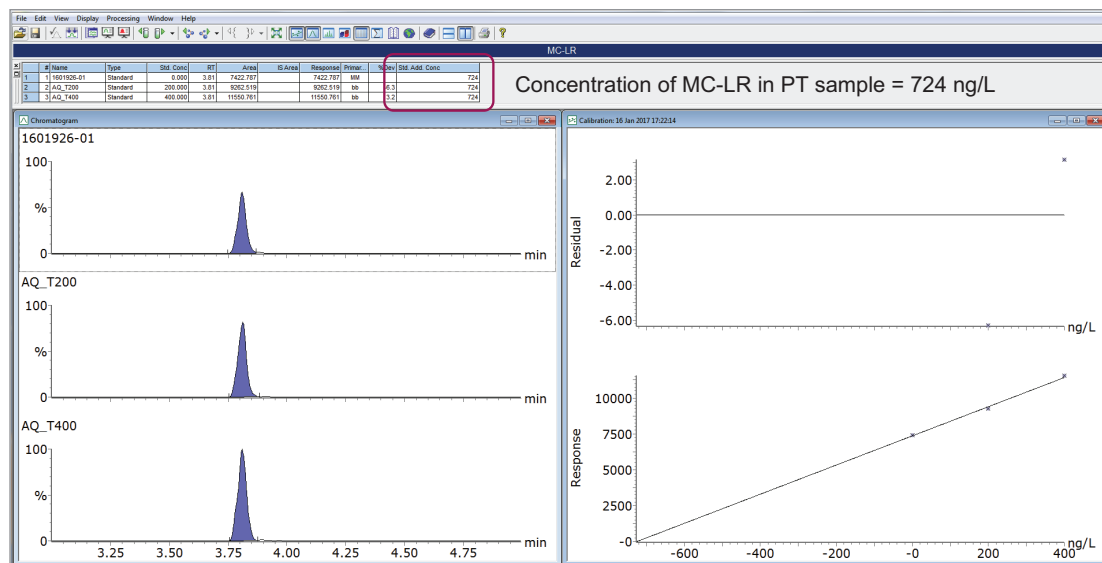 File Edit View Display Processing Window Help
MC-LR
# Name Type Std. Conc RT Area IS Area Response Primar... %Dev Std. Add. Conc
1 1 1601926-01 Standard 0.000 3.81 7422.787 7422.787 MM 724
2 2 AQ_T200 Standard 200.000 3.81 9262.519 9262.519 bb 6.3 724
3 3 AQ_T400 Standard 400.000 3.81 11550.761 11550.761 bb 3.2 724
Concentration of MC-LR in PT sample = 724 ng/L
Chromatogram
1601926-01
100
%
0
min
AQ_T200
100
%
0
min
AQ_T400
100
%
0
3.25 3.50 3.75 4.00 4.25 4.50 4.75 min
Calibration: 16 Jan 2017 17:22:14
2.00
0.00
-2.00
-4.00
-6.00
Residual
ng/L
10000
7500
5000
2500
-0
Response
-600 -400 -200 -0 200 400 ng/L